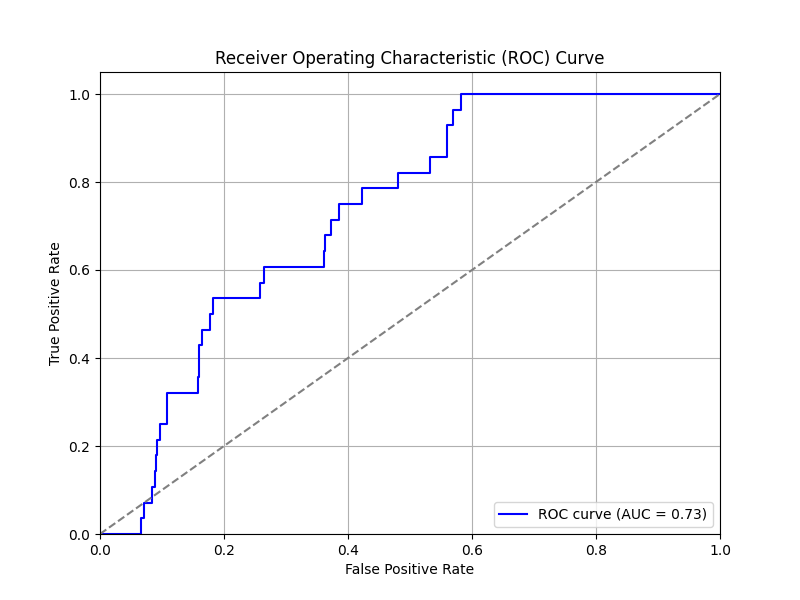 Receiver Operating Characteristic (ROC) Curve
True Positive Rate
1.0
0.8
0.6
0.4
0.2
0.0
ROC curve (AUC = 0.73)
0.0 0.2 0.4 0.6 0.8 1.0
False Positive Rate